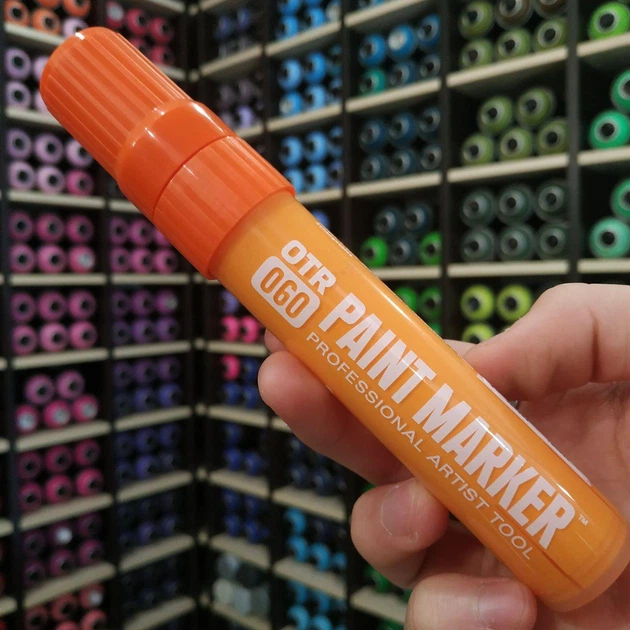 OTR
060
PAINT MARKER™
PROFESSIONAL ARTIST TOOL